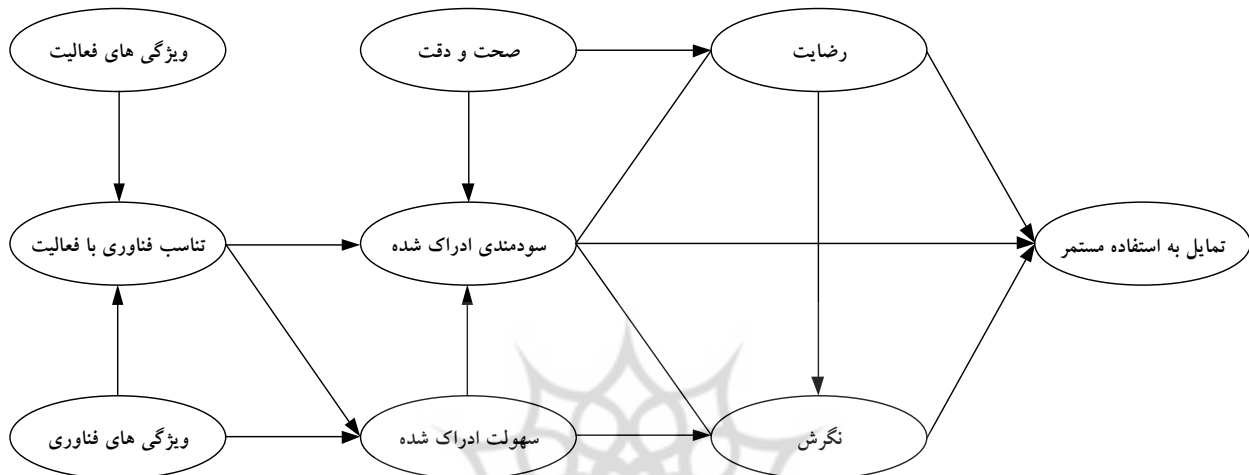 ویژگی های فعالیت
صحت و دقت
رضایت
تناسب فناوری با فعالیت
سودمندی ادراک شده
تمایل به استفاده مستمر
ویژگی های فناوری
سهولت ادراک شده
نگرش